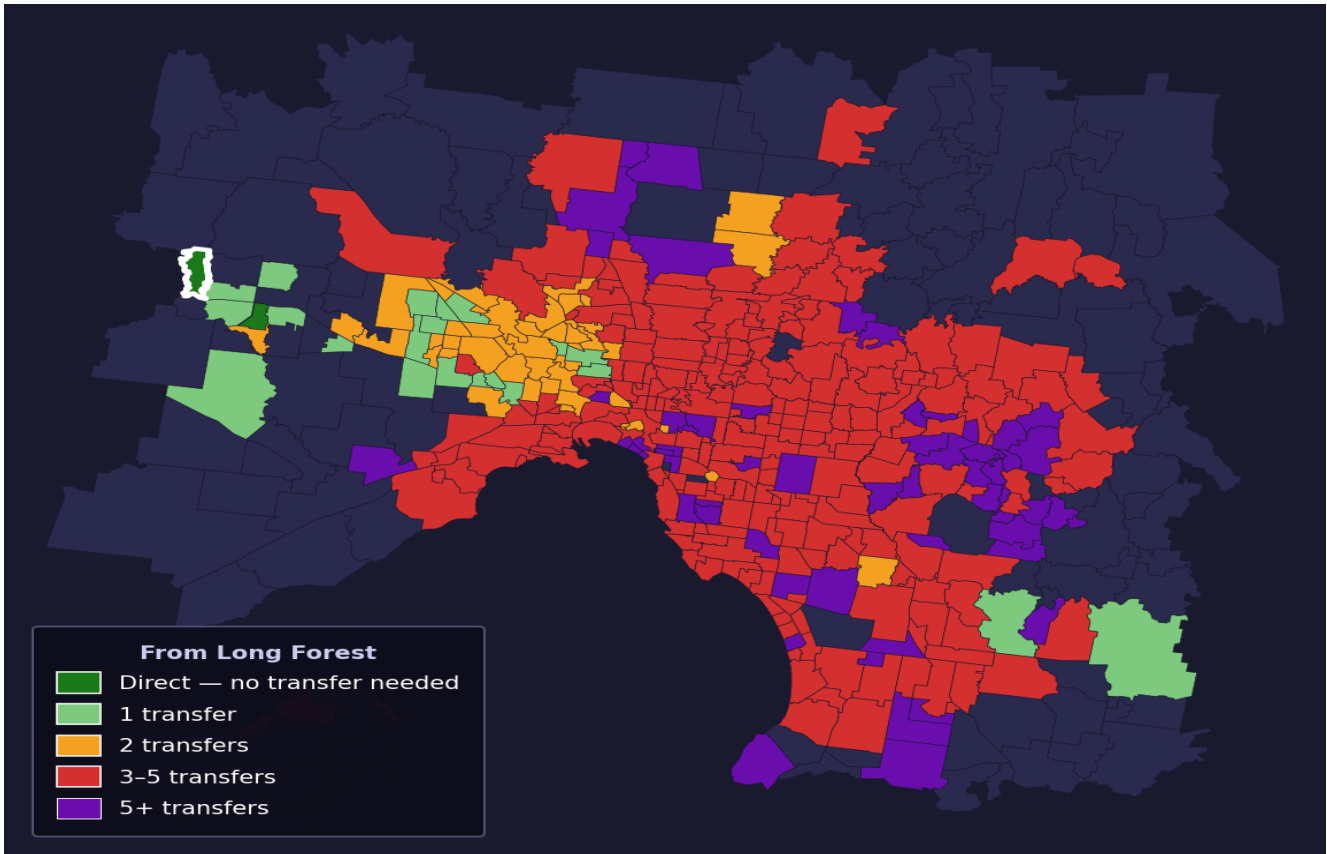 From Long Forest
Direct — no transfer needed
1 transfer
2 transfers
3–5 transfers
5+ transfers